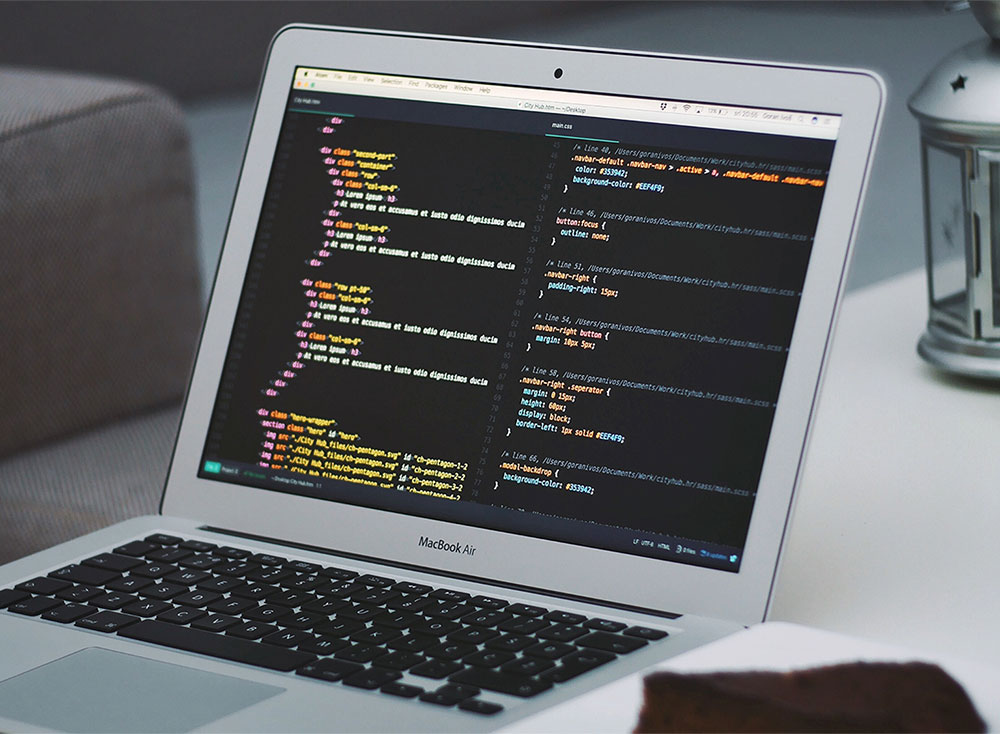 Atom File Edit View Selection Find Packages Window Help
City Hub.htm — ~/Desktop
City Hub.htm
div
div
div class="second-part"
div class="container"
div class="row"
div class="col-sm-6"
h3 Lorem ipsum h3
p At vero eos et accusamus et iusto odio dignissimos ducim
div
div class="col-sm-6"
h3 Lorem ipsum h3
p At vero eos et accusamus et iusto odio dignissimos ducim
div
div
div class="row pt-50"
div class="col-sm-6"
h3 Lorem ipsum h3
p At vero eos et accusamus et iusto odio dignissimos ducim
div
div class="col-sm-6"
h3 Lorem ipsum h3
p At vero eos et accusamus et iusto odio dignissimos ducim
div
div
div
div
div class="hero-wrapper"
section class="hero" id="hero"
img src="./City Hub_files/ch-pentagon.svg" id="ch-pentagon-1-2
img src="./City Hub_files/ch-pentagon.svg" id="ch-pentagon-2-2
img src="./City Hub_files/ch-pentagon.svg" id="ch-pentagon-3-2
img src="./City Hub_files/ch-pentagon.svg" id="ch-pentagon-4-2
main.css
/* line 40, /Users/goranivos/Documents/Work/cityhub.hr/sass/main.scss
.navbar-default .navbar-nav > .active > a, .navbar-default .navbar-nav
color: #353942;
background-color: #EEF4F9;
}
/* line 46, /Users/goranivos/Documents/Work/cityhub.hr/sass/main.scss
button:focus {
outline: none;
}
/* line 51, /Users/goranivos/Documents/Work/cityhub.hr/sass/main.scss
.navbar-right {
padding-right: 15px;
}
/* line 54, /Users/goranivos/Documents/Work/cityhub.hr/sass/main.scss
.navbar-right button {
margin: 10px 5px;
}
/* line 58, /Users/goranivos/Documents/Work/cityhub.hr/sass/main.scss
.navbar-right .seperator {
margin: 0 15px;
height: 60px;
display: block;
border-left: 1px solid #EEF4F9;
}
/* line 66, /Users/goranivos/Documents/Work/cityhub.hr/sass/main.scss
.modal-backdrop {
background-color: #353942;
}
LF UTF-8 HTML 0 files
MacBook Air